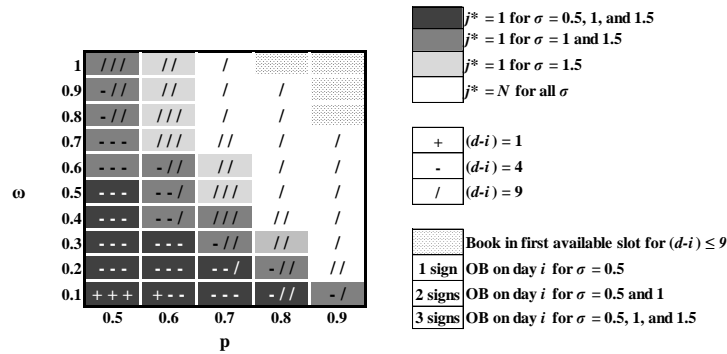 j* = 1 for σ = 0.5, 1, and 1.5
j* = 1 for σ = 1 and 1.5
j* = 1 for σ = 1.5
j* = N for all σ
+ (d-i) = 1
- (d-i) = 4
/ (d-i) = 9
Book in first available slot for (d-i) ≤ 9
1 sign OB on day i for σ = 0.5
2 signs OB on day i for σ = 0.5 and 1
3 signs OB on day i for σ = 0.5, 1, and 1.5
ω
1 /// // /
0.9 -// // / /
0.8 -// /// / /
0.7 --- /// // / /
0.6 --- -// // / /
0.5 --- --/ /// / /
0.4 --- --/ /// // /
0.3 --- --- -// // /
0.2 --- --- --/ -// //
0.1 +++ +-- --- -// -/
0.5 0.6 0.7 0.8 0.9
p